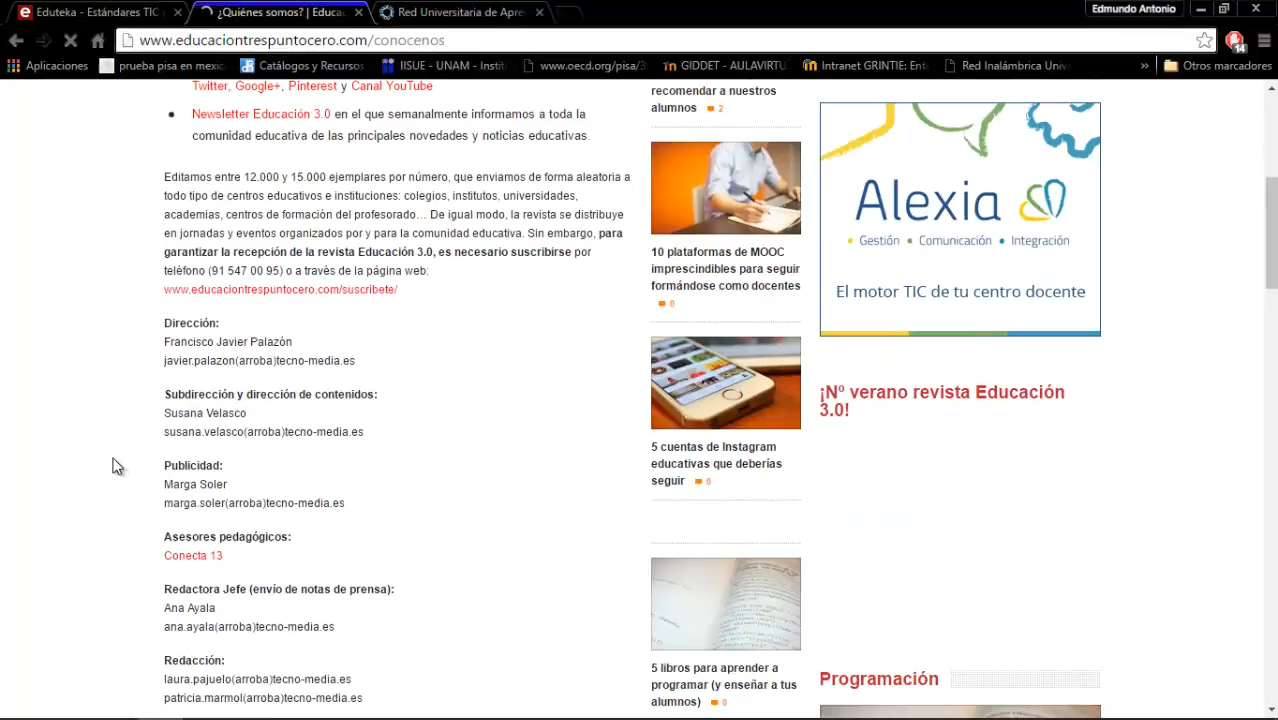 Eduteka - Estándares TIC
¿Quiénes somos? | Educa
Red Universitaria de Apre
Edmundo Antonio
www.educaciontrespuntocero.com/conocenos
14
Aplicaciones
prueba pisa en mexic
Catálogos y Recursos
IISUE - UNAM - Instit
www.oecd.org/pisa/3
GIDDET - AULAVIRTU
Intranet GRINTIE: Ent
Red Inalámbrica Univ
»
Otros marcadores
Twitter, Google+, Pinterest y Canal YouTube
Newsletter Educación 3.0 en el que semanalmente informamos a toda la
comunidad educativa de las principales novedades y noticias educativas.
Editamos entre 12.000 y 15.000 ejemplares por número, que enviamos de forma aleatoria a
todo tipo de centros educativos e instituciones: colegios, institutos, universidades,
academias, centros de formación del profesorado… De igual modo, la revista se distribuye
en jornadas y eventos organizados por y para la comunidad educativa. Sin embargo, para
garantizar la recepción de la revista Educación 3.0, es necesario suscribirse por
teléfono (91 547 00 95) o a través de la página web:
www.educaciontrespuntocero.com/suscribete/
Dirección:
Francisco Javier Palazón
javier.palazon(arroba)tecno-media.es
Subdirección y dirección de contenidos:
Susana Velasco
susana.velasco(arroba)tecno-media.es
Publicidad:
Marga Soler
marga.soler(arroba)tecno-media.es
Asesores pedagógicos:
Conecta 13
Redactora Jefe (envío de notas de prensa):
Ana Ayala
ana.ayala(arroba)tecno-media.es
Redacción:
laura.pajuelo(arroba)tecno-media.es
patricia.marmol(arroba)tecno-media.es
recomendar a nuestros
alumnos 2
10 plataformas de MOOC
imprescindibles para seguir
formándose como docentes
0
5 cuentas de Instagram
educativas que deberías
seguir 0
5 libros para aprender a
programar (y enseñar a tus
alumnos) 0
Alexia
• Gestión • Comunicación • Integración
El motor TIC de tu centro docente
¡Nº verano revista Educación
3.0!
Programación